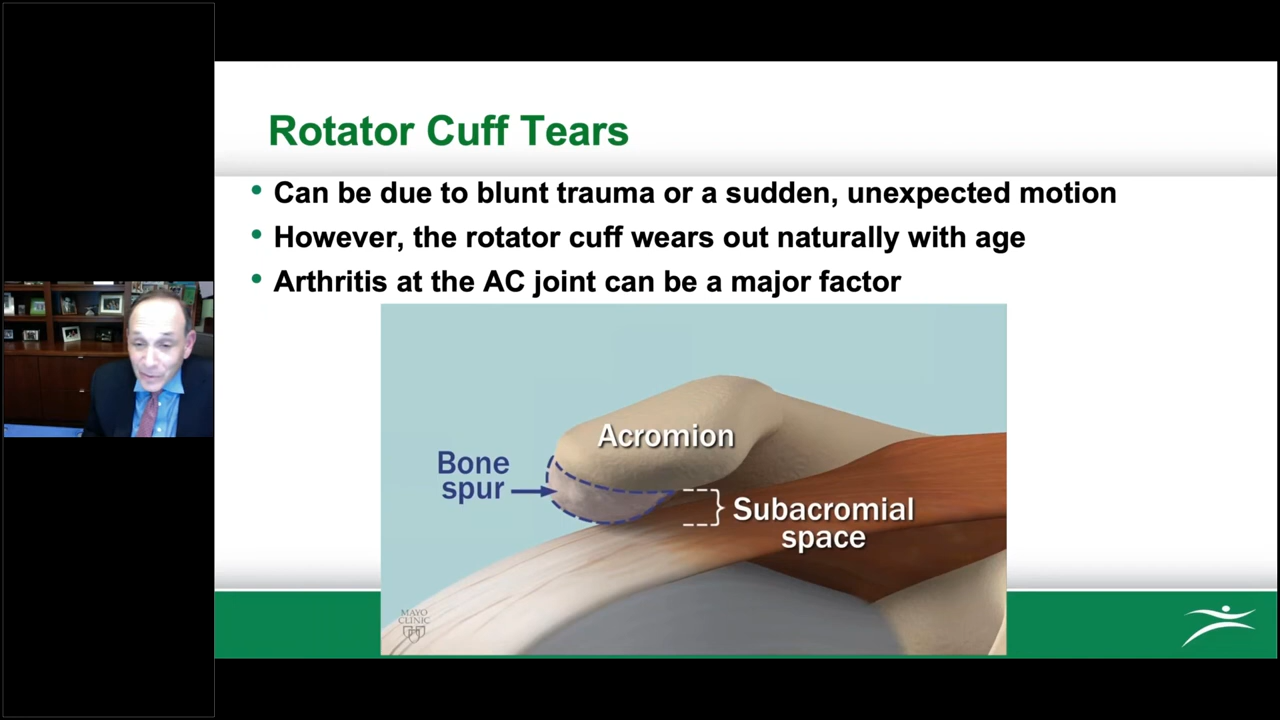 Rotator Cuff Tears
• Can be due to blunt trauma or a sudden, unexpected motion
• However, the rotator cuff wears out naturally with age
• Arthritis at the AC joint can be a major factor
Acromion
Bone
spur
Subacromial
space
MAYO
CLINIC